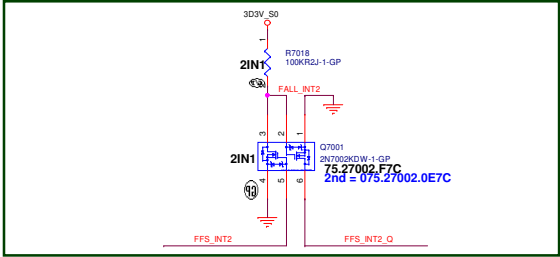 3D3V_S0
1
R7018
100KR2J-1-GP
2IN1
2
FALL_INT2
3
2
1
Q7001
2N7002KDW-1-GP
2IN1
75.27002.F7C
2nd = 075.27002.0E7C
4
5
6
FFS_INT2
FFS_INT2_Q